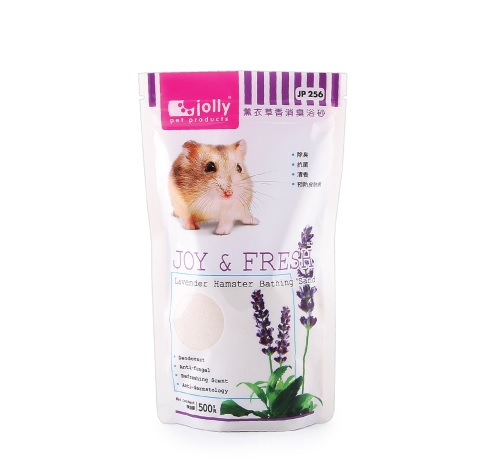 jolly
pet products
JP 256
薰衣草香消臭浴砂
• 除臭
• 抗菌
• 清香
JOY & FRESH
Lavender Hamster Bathing Sand
• Deodorant
• Anti-fungal
• Refreshing Scent
• Anti-Dermatology
500